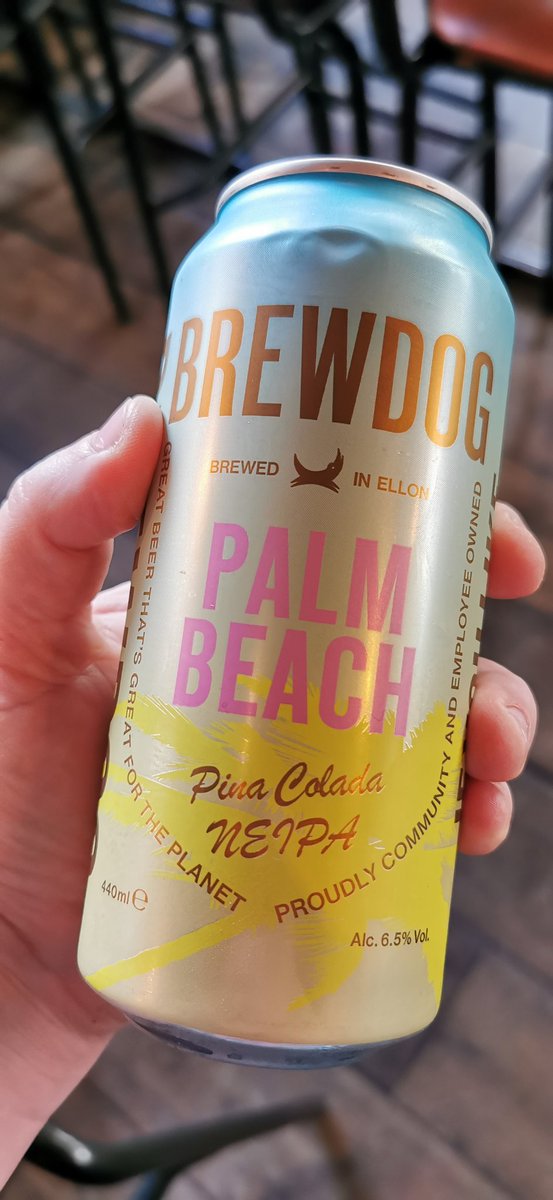 BREWDOG
BREWED IN ELLON
PALM
BEACH
Pina Colada
NEIPA
GREAT BEER THAT'S GREAT FOR THE PLANET
PROUDLY COMMUNITY AND EMPLOYEE OWNED
440ml e
Alc. 6.5% Vol.